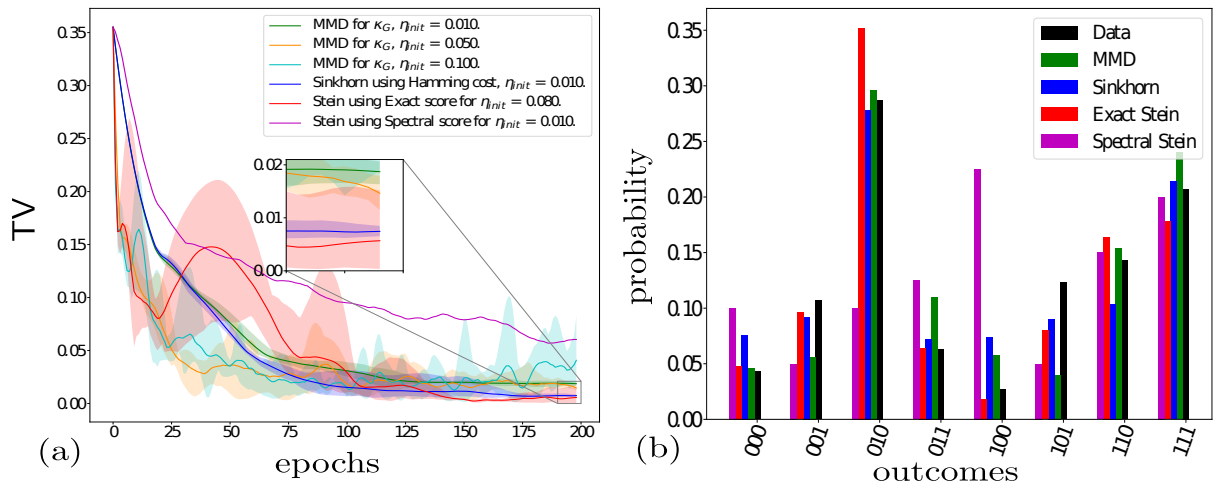 MMD for κG, ηinit = 0.010.
MMD for κG, ηinit = 0.050.
MMD for κG, ηinit = 0.100.
Sinkhorn using Hamming cost, ηinit = 0.010.
Stein using Exact score for ηinit = 0.080.
Stein using Spectral score for ηinit = 0.010.
0.35
0.30
0.25
0.20
0.15
0.10
0.05
0.00
TV
0.02
0.01
0.00
0 25 50 75 100 125 150 175 200
epochs
(a)
Data
MMD
Sinkhorn
Exact Stein
Spectral Stein
0.35
0.30
0.25
0.20
0.15
0.10
0.05
0.00
probability
000 001 010 011 100 101 110 111
outcomes
(b)